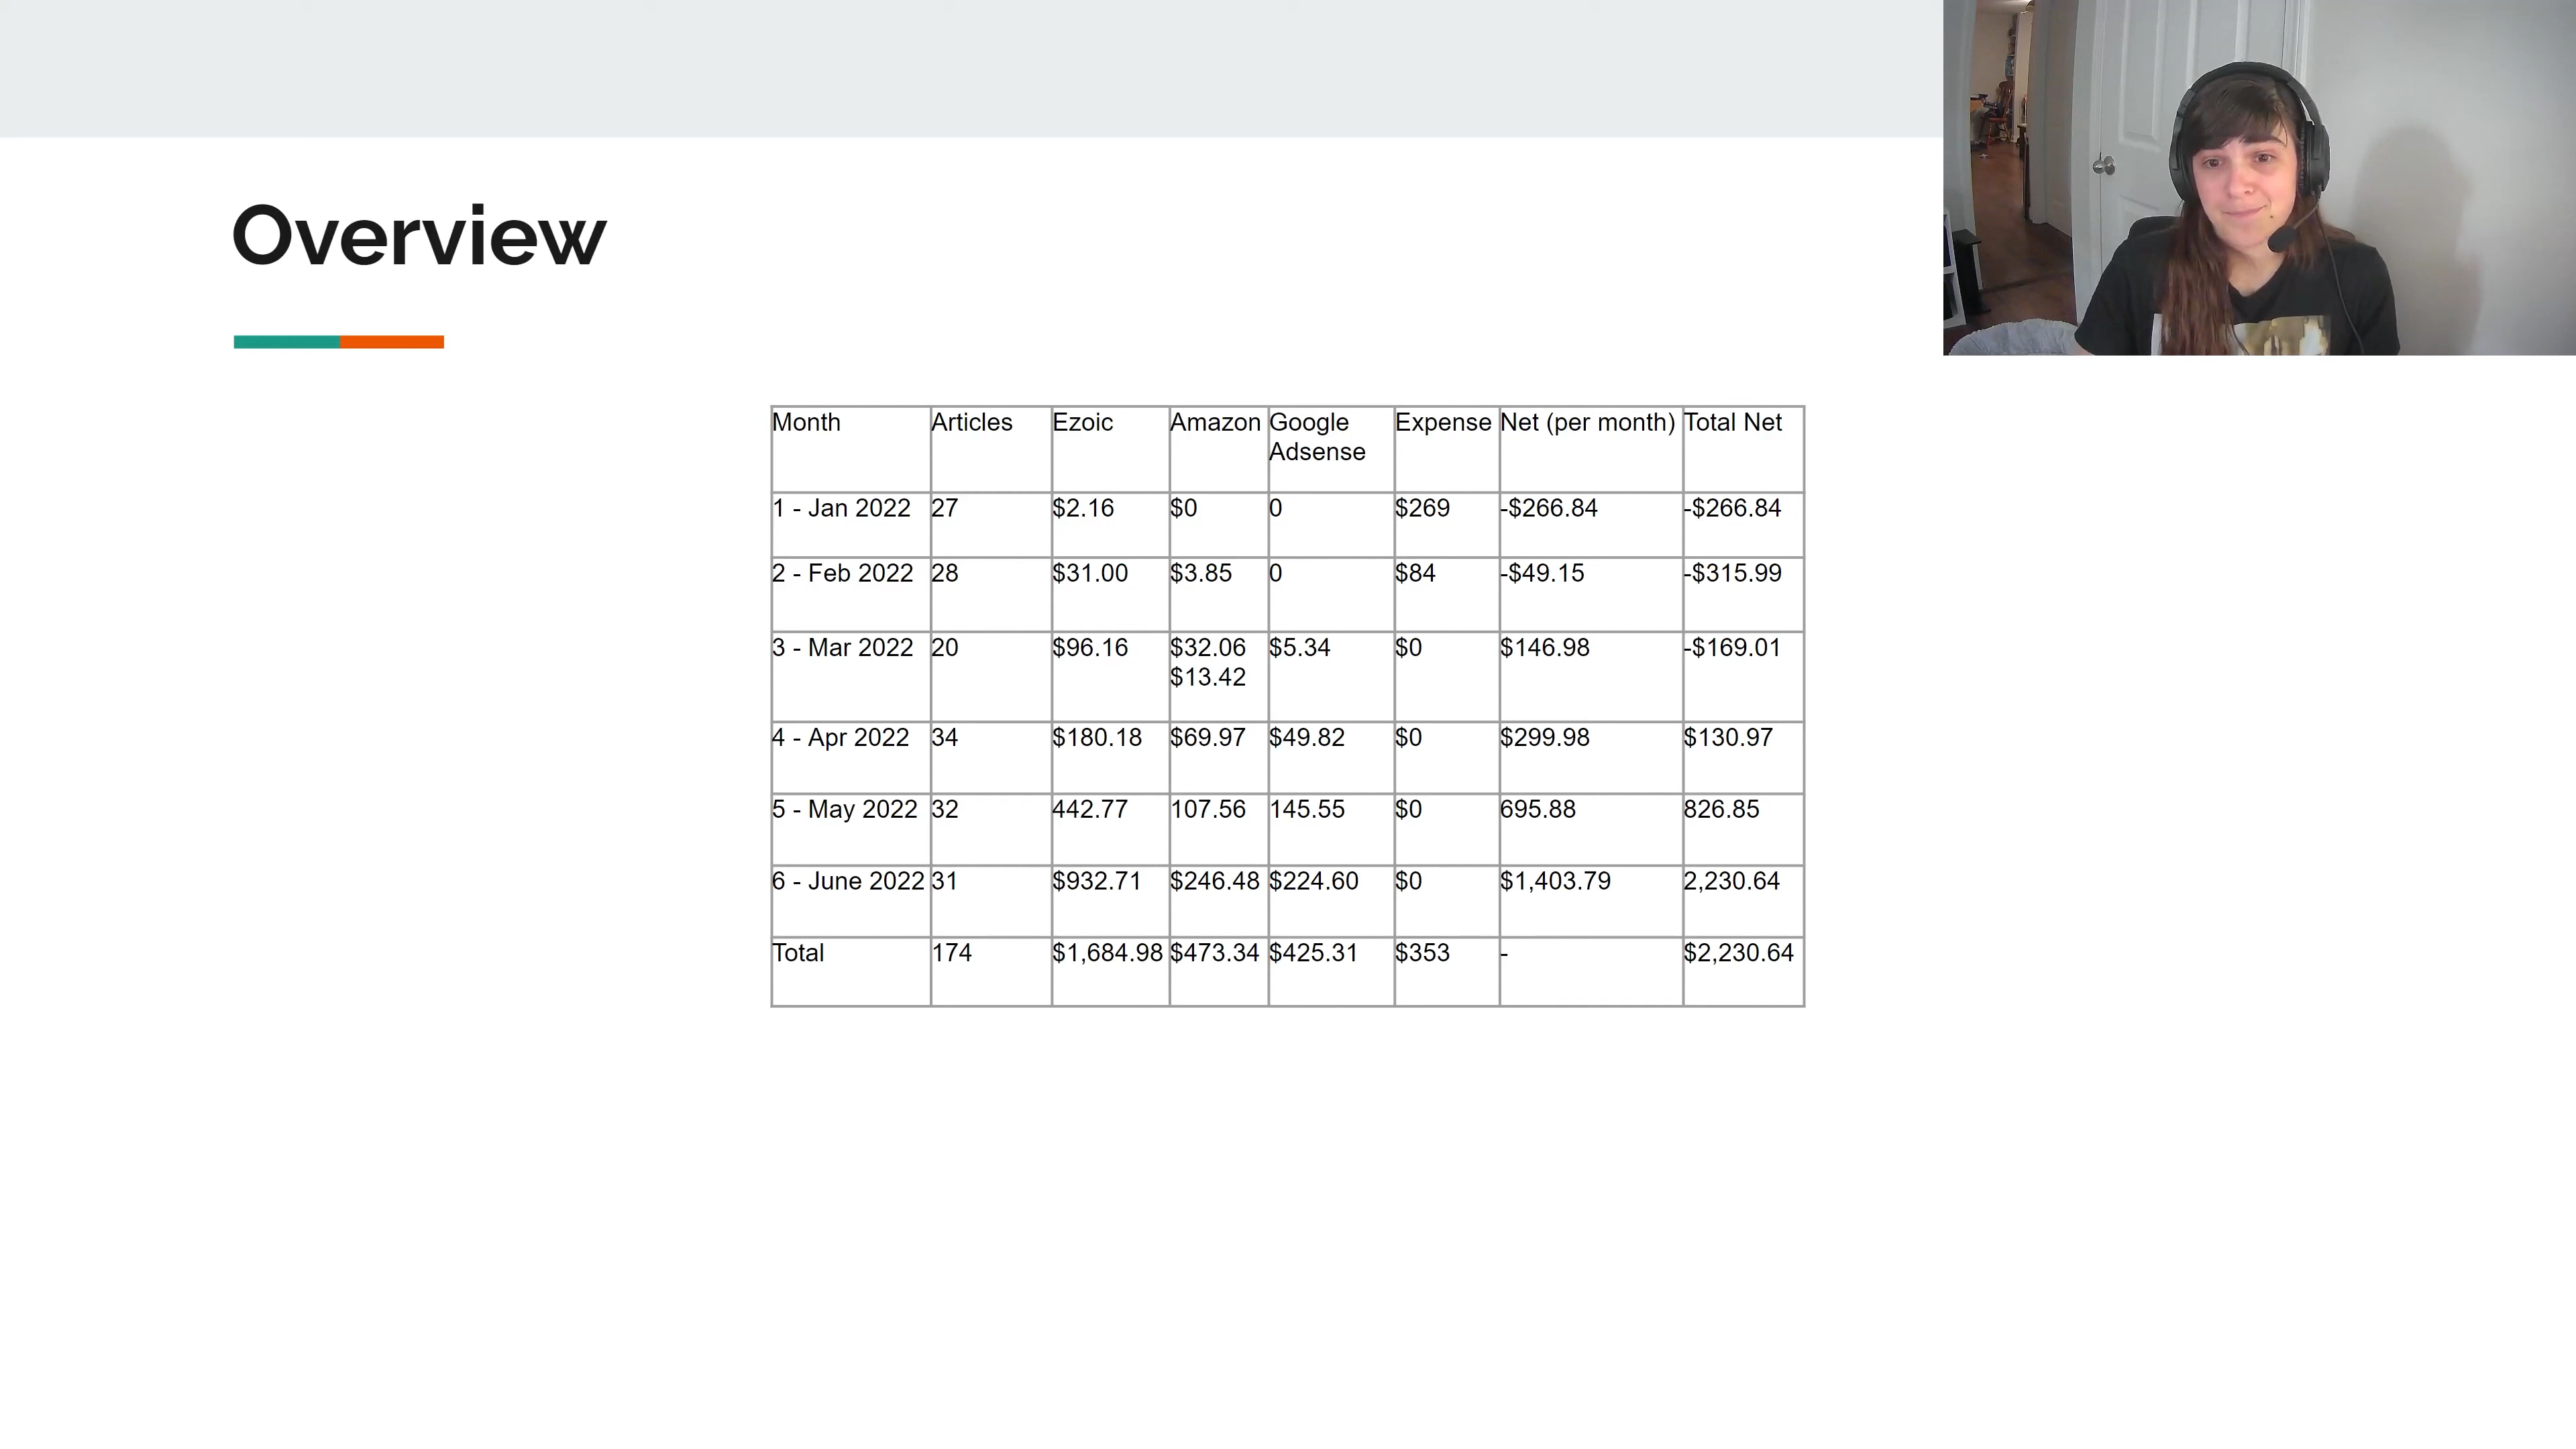 Overview
Month Articles Ezoic Amazon Google Adsense Expense Net (per month) Total Net
1 - Jan 2022 27 $2.16 $0 0 $269 -$266.84 -$266.84
2 - Feb 2022 28 $31.00 $3.85 0 $84 -$49.15 -$315.99
3 - Mar 2022 20 $96.16 $32.06 $13.42 $5.34 $0 $146.98 -$169.01
4 - Apr 2022 34 $180.18 $69.97 $49.82 $0 $299.98 $130.97
5 - May 2022 32 442.77 107.56 145.55 $0 695.88 826.85
6 - June 2022 31 $932.71 $246.48 $224.60 $0 $1,403.79 2,230.64
Total 174 $1,684.98 $473.34 $425.31 $353 - $2,230.64